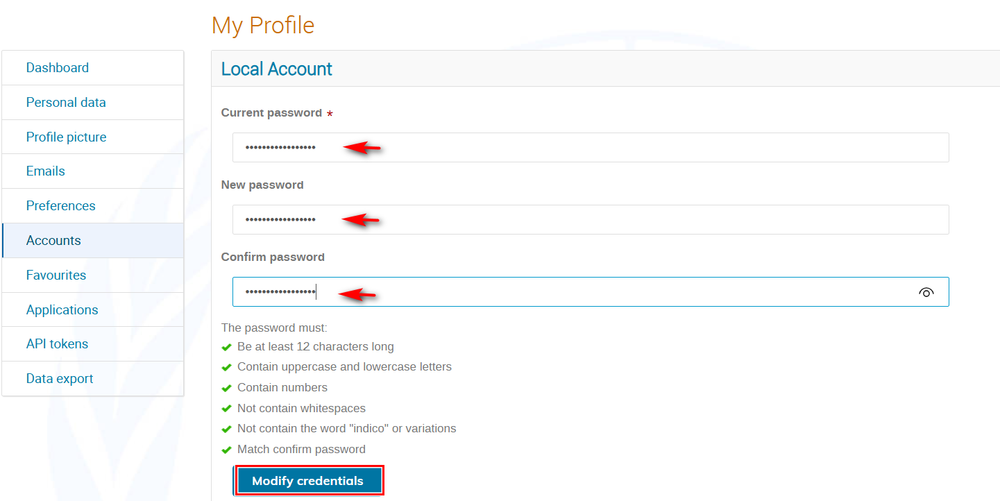 My Profile
Dashboard
Personal data
Profile picture
Emails
Preferences
Accounts
Favourites
Applications
API tokens
Data export
Local Account
Current password *
•••••••••••••••••
New password
•••••••••••••••••
Confirm password
•••••••••••••••••
The password must:
Be at least 12 characters long
Contain uppercase and lowercase letters
Contain numbers
Not contain whitespaces
Not contain the word "indico" or variations
Match confirm password
Modify credentials